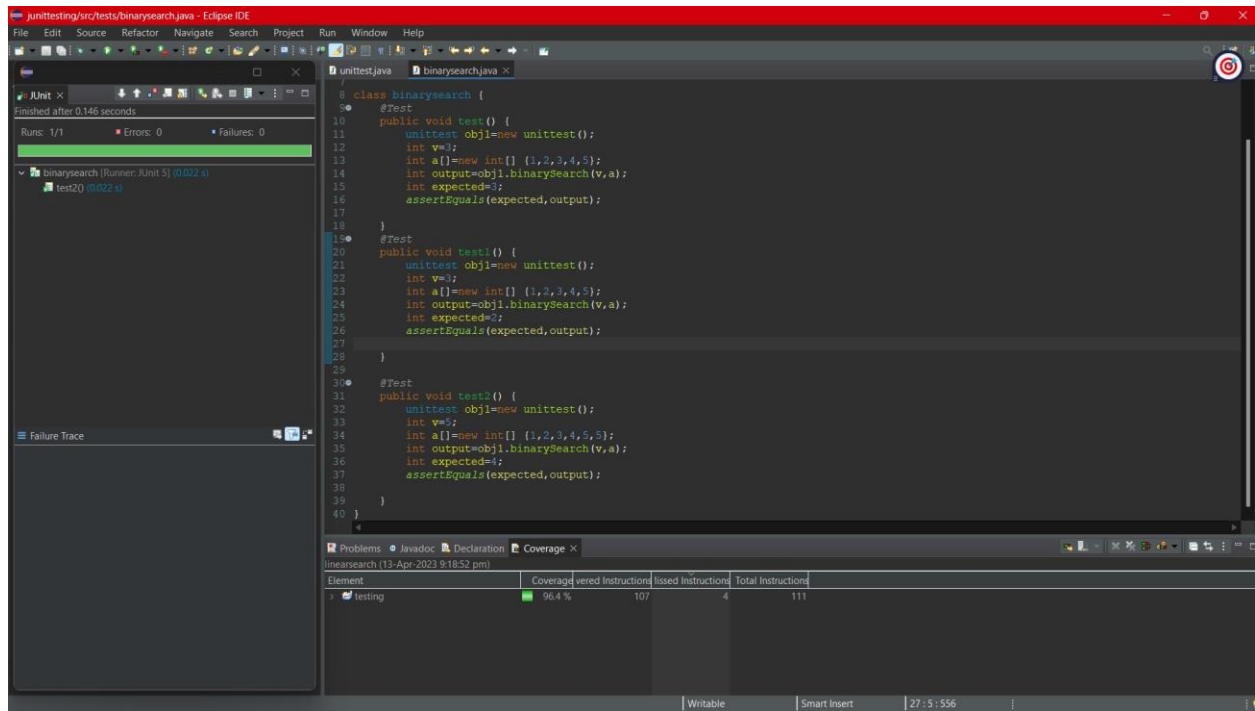 junittesting/src/tests/binarysearch.java - Eclipse IDE
File Edit Source Refactor Navigate Search Project Run Window Help
JUnit
Finished after 0.146 seconds
Runs: 1/1 Errors: 0 Failures: 0
binarysearch [Runner: JUnit 5] (0.022 s)
test2() (0.022 s)
Failure Trace
unittest.java binarysearch.java
7
8 class binarysearch {
9 @Test
10 public void test() {
11 unittest obj1=new unittest();
12 int v=3;
13 int a[]=new int[] {1,2,3,4,5};
14 int output=obj1.binarySearch(v,a);
15 int expected=3;
16 assertEquals(expected,output);
17
18 }
19 @Test
20 public void test1() {
21 unittest obj1=new unittest();
22 int v=3;
23 int a[]=new int[] {1,2,3,4,5};
24 int output=obj1.binarySearch(v,a);
25 int expected=2;
26 assertEquals(expected,output);
27
28 }
29
30 @Test
31 public void test2() {
32 unittest obj1=new unittest();
33 int v=5;
34 int a[]=new int[] {1,2,3,4,5,5};
35 int output=obj1.binarySearch(v,a);
36 int expected=4;
37 assertEquals(expected,output);
38
39 }
40 }
Problems Javadoc Declaration Coverage
linearsearch (13-Apr-2023 9:18:52 pm)
Element Coverage vered Instructions lissed Instructions Total Instructions
testing 96.4 % 107 4 111
Writable Smart Insert 27 : 5 : 556